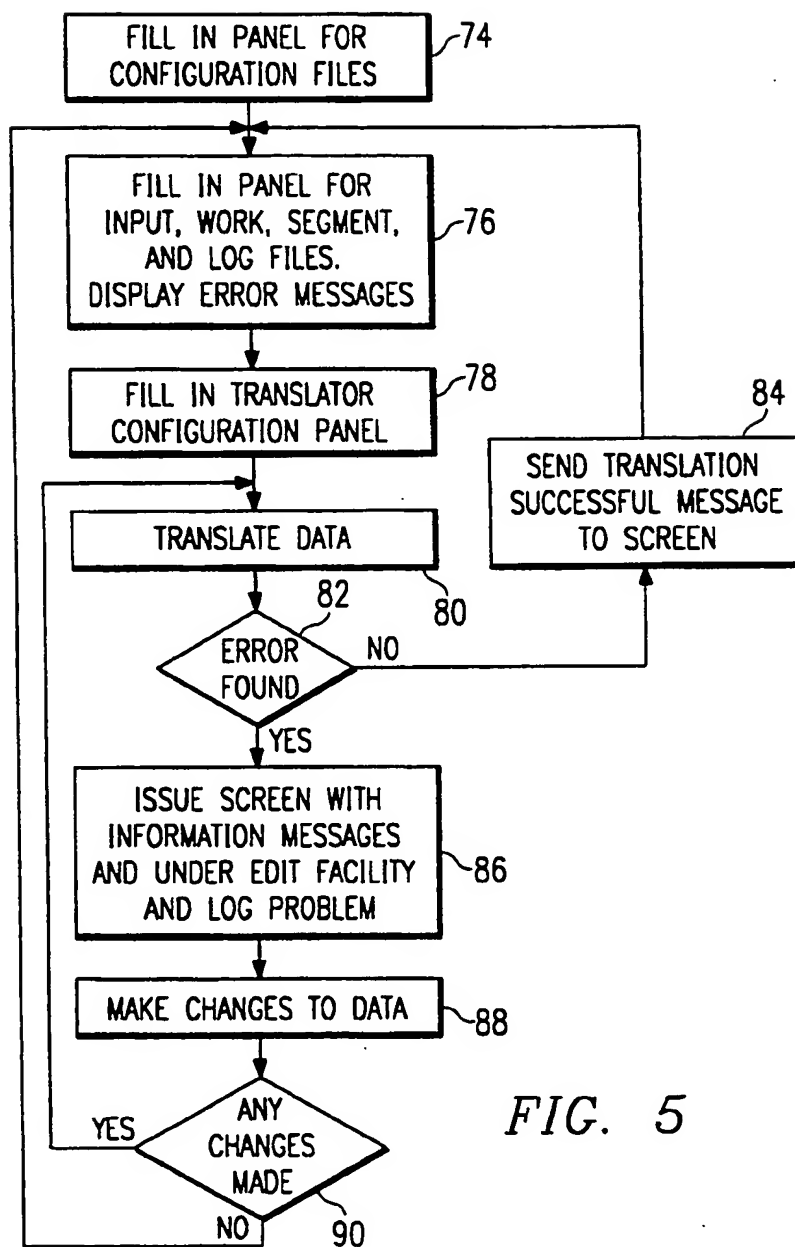 FILL IN PANEL FOR
CONFIGURATION FILES
74
FILL IN PANEL FOR
INPUT, WORK, SEGMENT,
AND LOG FILES.
DISPLAY ERROR MESSAGES
76
FILL IN TRANSLATOR
CONFIGURATION PANEL
78
84
SEND TRANSLATION
SUCCESSFUL MESSAGE
TO SCREEN
TRANSLATE DATA
80
82
ERROR
FOUND
NO
YES
ISSUE SCREEN WITH
INFORMATION MESSAGES
AND UNDER EDIT FACILITY
AND LOG PROBLEM
86
MAKE CHANGES TO DATA
88
YES
ANY
CHANGES
MADE
90
NO
FIG. 5